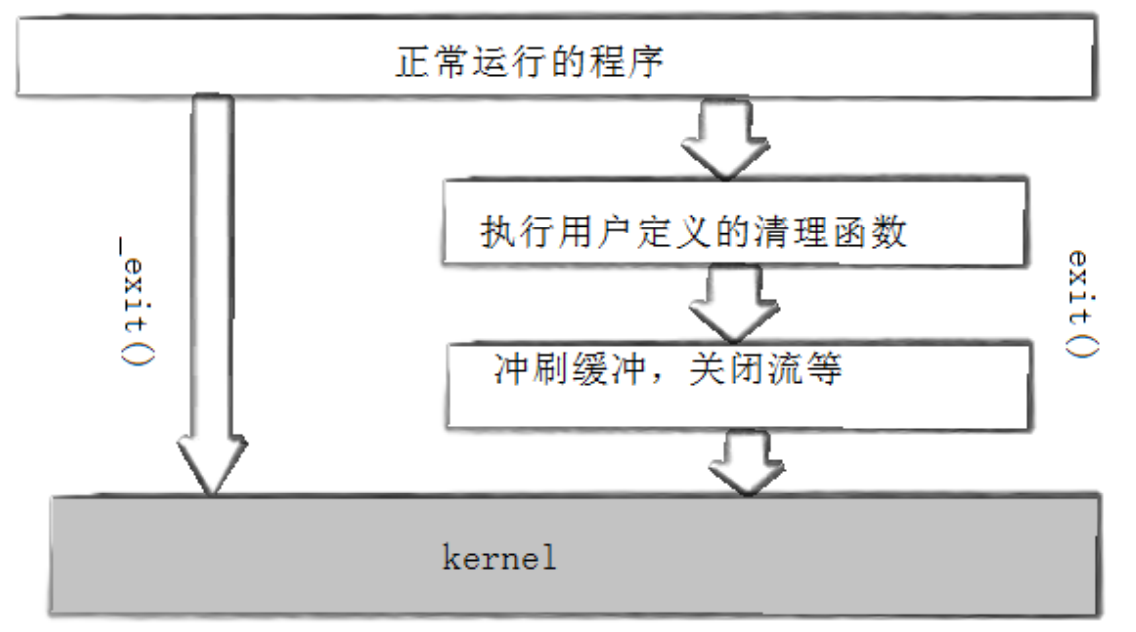 正常运行的程序
执行用户定义的清理函数
_exit()
exit()
冲刷缓冲，关闭流等
kernel